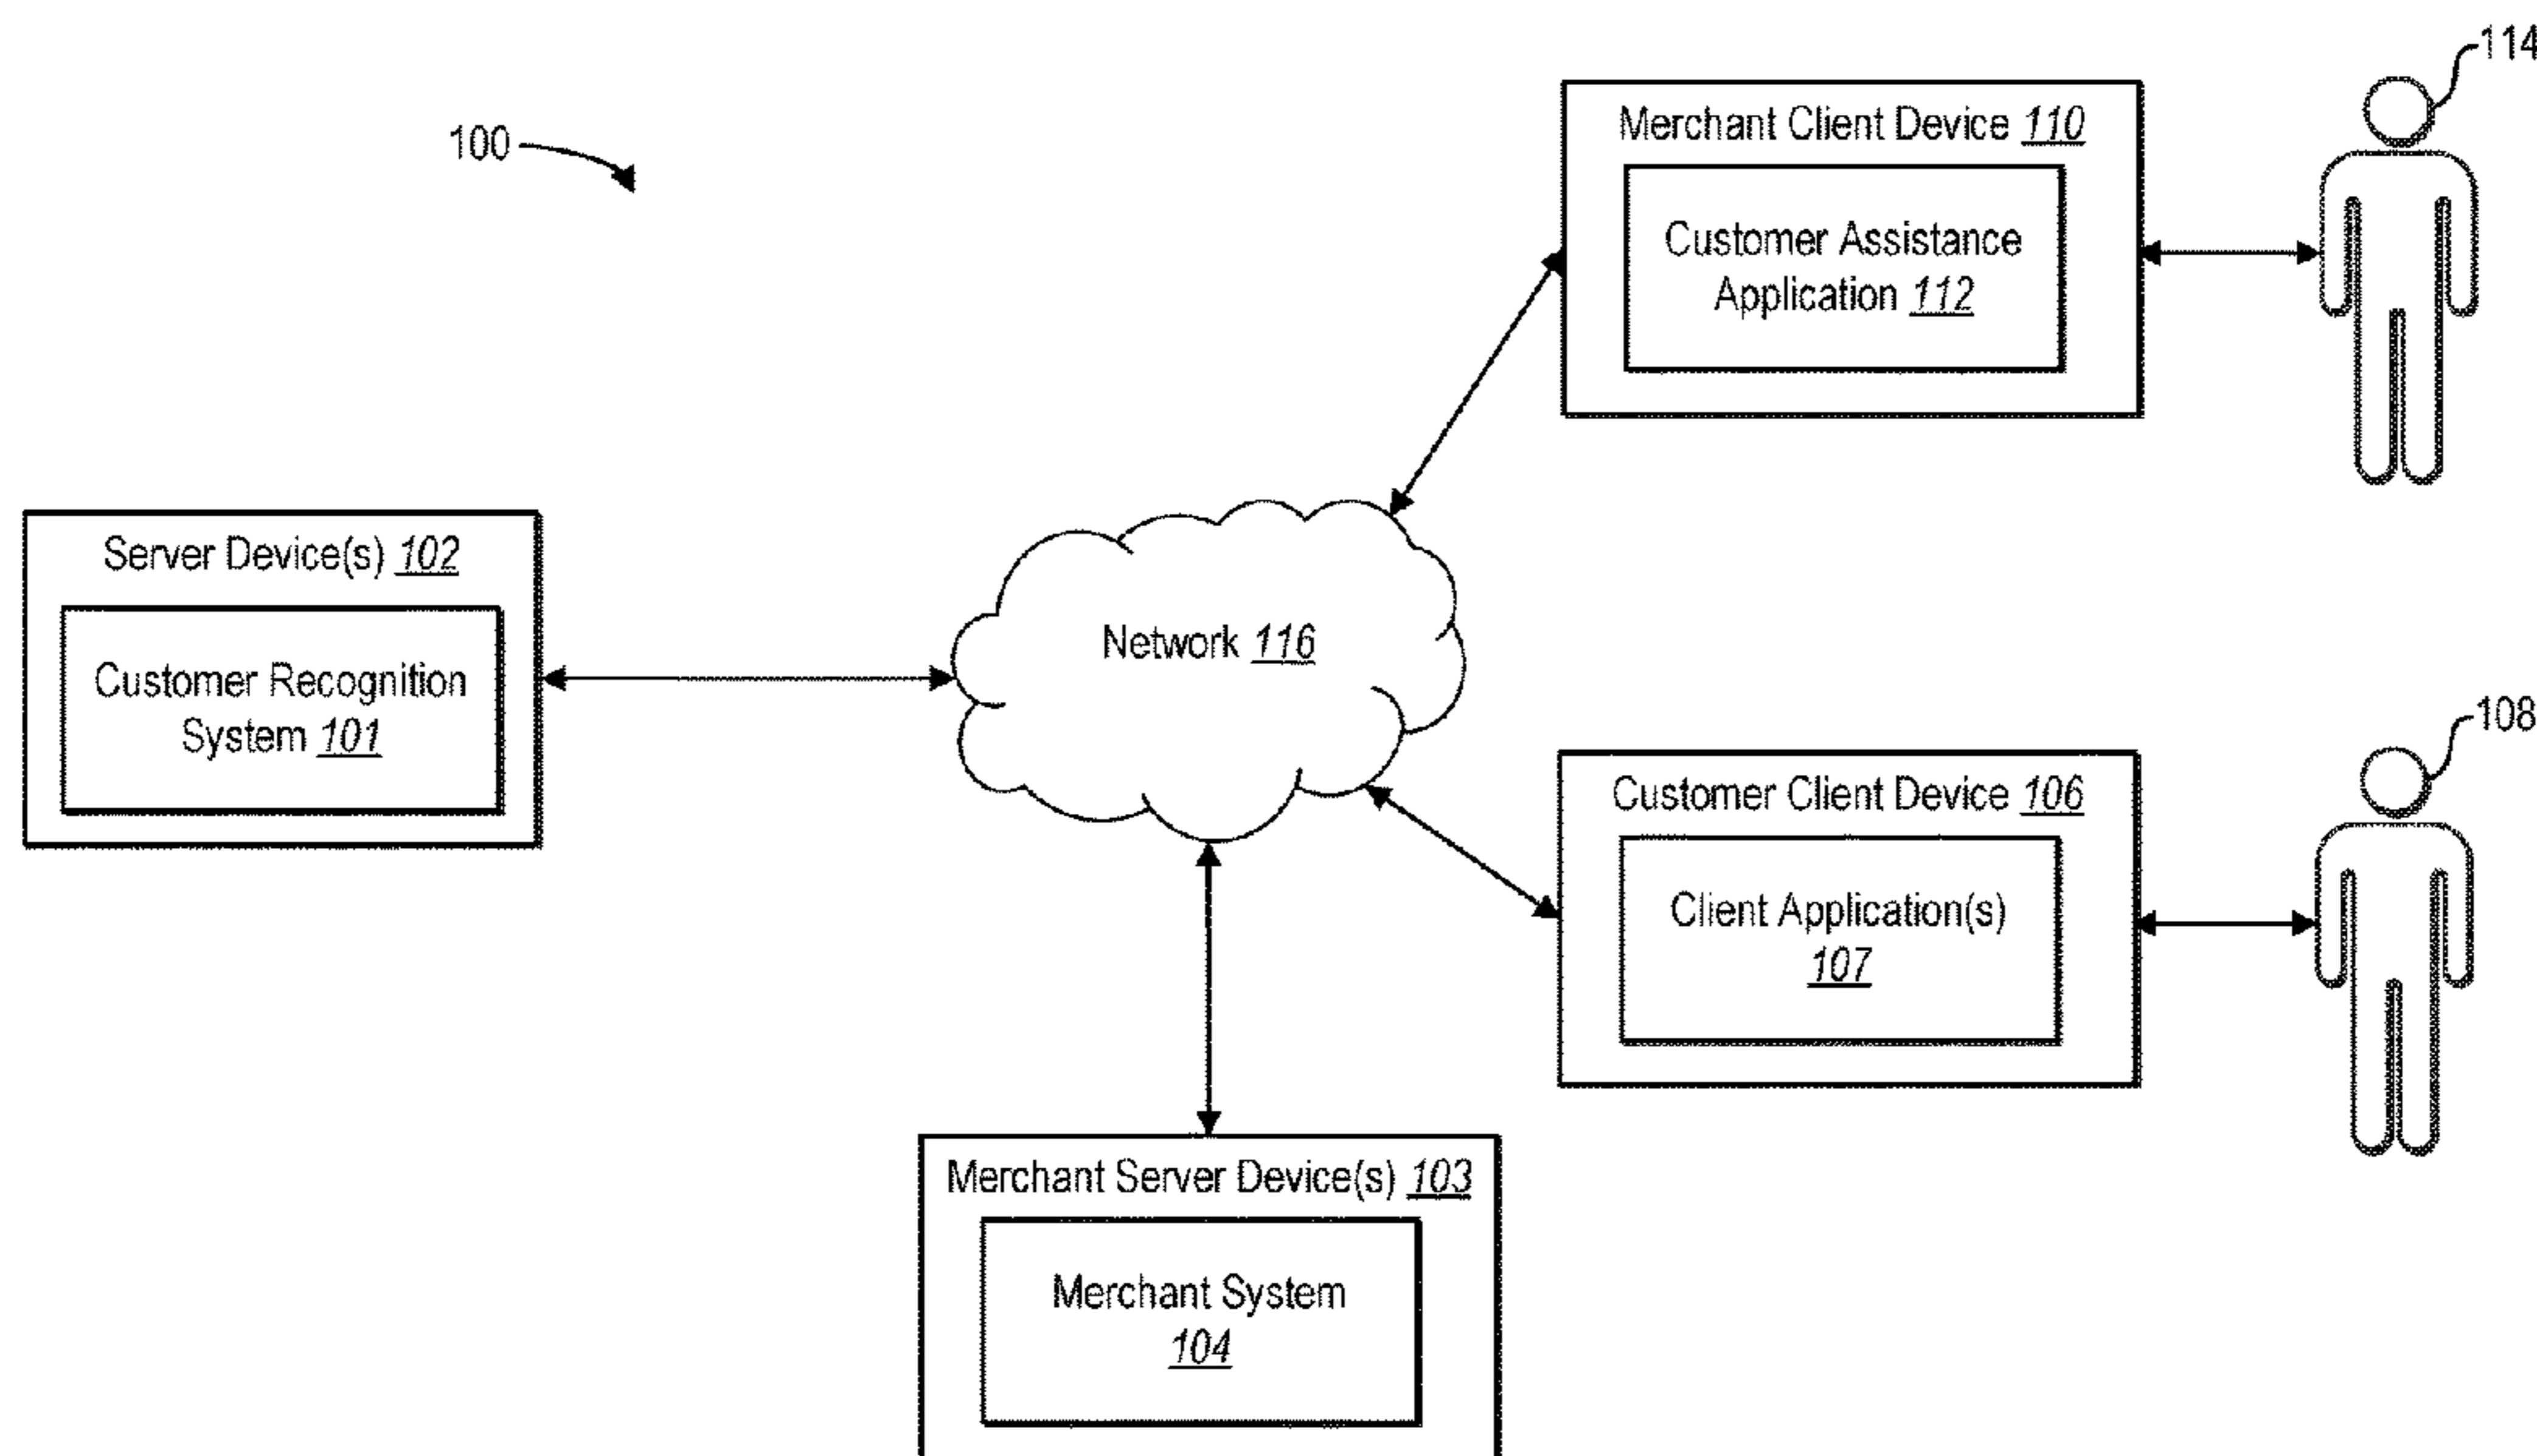 114
100
Merchant Client Device 110
Customer Assistance
Application 112
Server Device(s) 102
Customer Recognition
System 101
Network 116
108
Customer Client Device 106
Client Application(s)
107
Merchant Server Device(s) 103
Merchant System
104